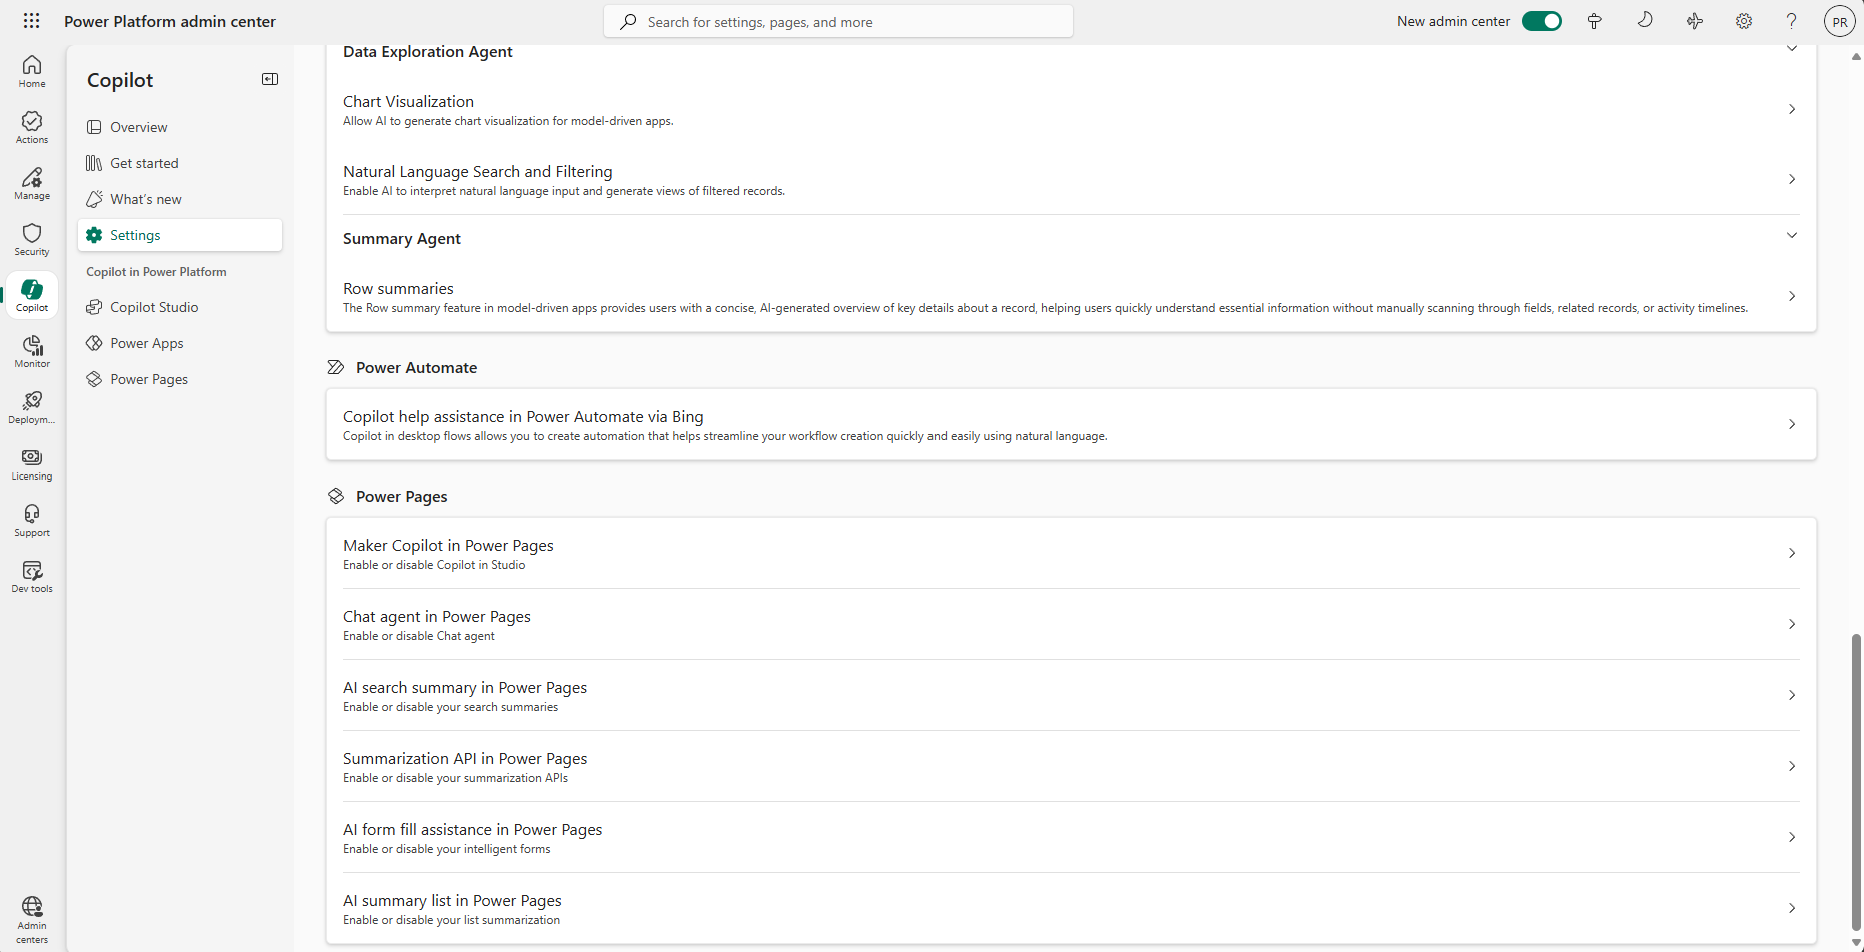 Power Platform admin center
Search for settings, pages, and more
New admin center
PR
Home
Actions
Manage
Security
Copilot
Monitor
Deploym...
Licensing
Support
Dev tools
Admin
centers
Copilot
Overview
Get started
What's new
Settings
Copilot in Power Platform
Copilot Studio
Power Apps
Power Pages
Data Exploration Agent
Chart Visualization
Allow AI to generate chart visualization for model-driven apps.
Natural Language Search and Filtering
Enable AI to interpret natural language input and generate views of filtered records.
Summary Agent
Row summaries
The Row summary feature in model-driven apps provides users with a concise, AI-generated overview of key details about a record, helping users quickly understand essential information without manually scanning through fields, related records, or activity timelines.
Power Automate
Copilot help assistance in Power Automate via Bing
Copilot in desktop flows allows you to create automation that helps streamline your workflow creation quickly and easily using natural language.
Power Pages
Maker Copilot in Power Pages
Enable or disable Copilot in Studio
Chat agent in Power Pages
Enable or disable Chat agent
AI search summary in Power Pages
Enable or disable your search summaries
Summarization API in Power Pages
Enable or disable your summarization APIs
AI form fill assistance in Power Pages
Enable or disable your intelligent forms
AI summary list in Power Pages
Enable or disable your list summarization